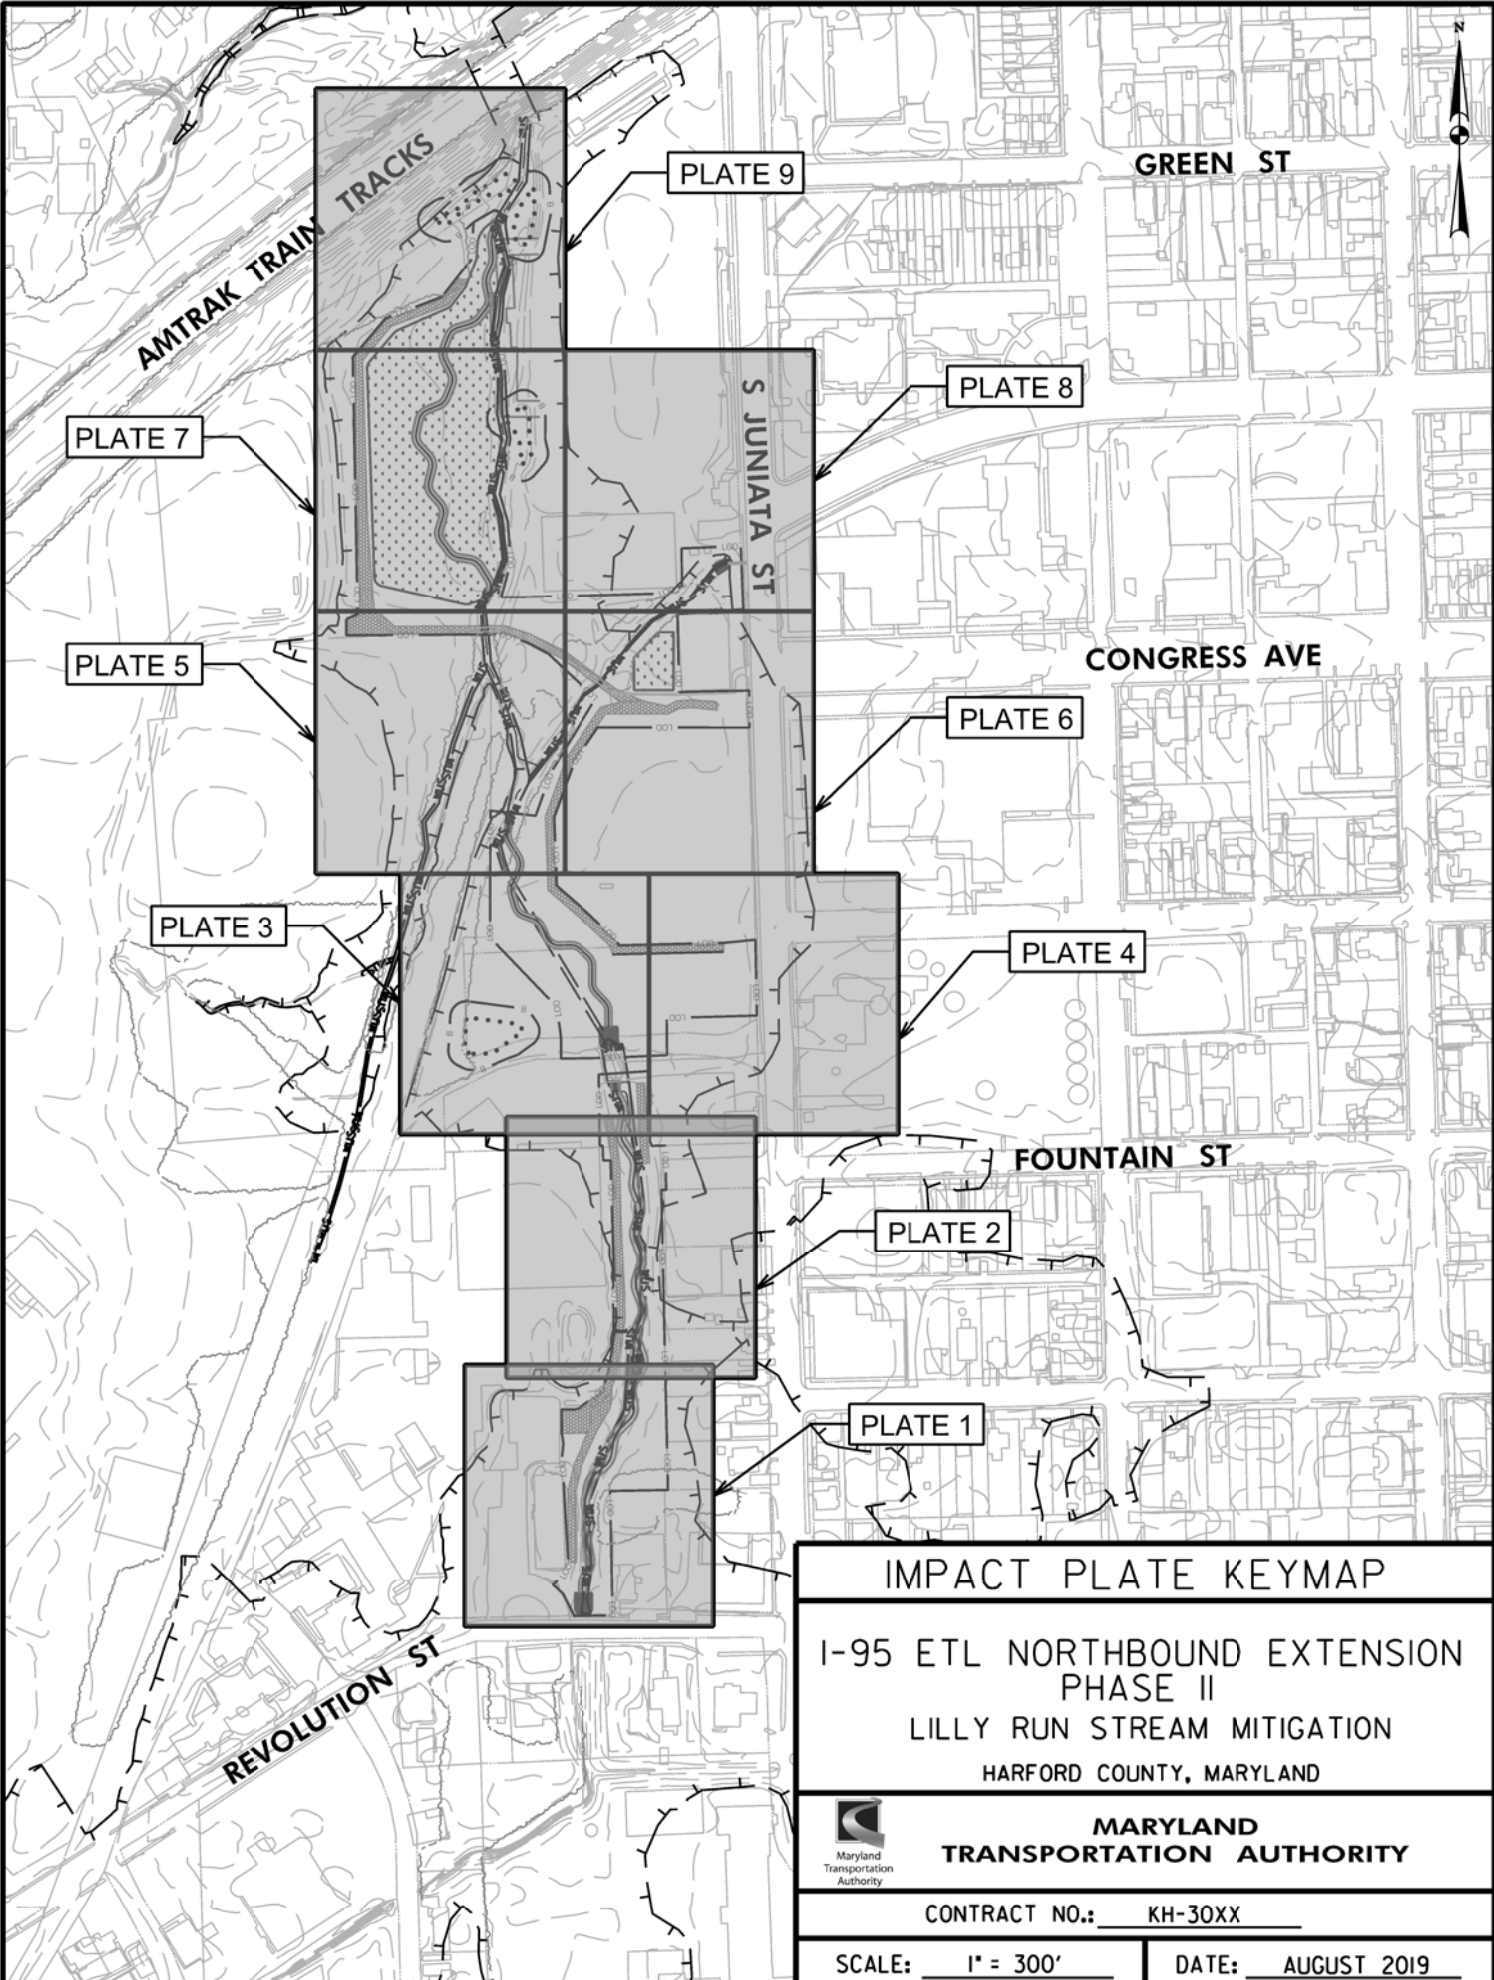 N
GREEN ST
PLATE 9
AMTRAK TRAIN TRACKS
PLATE 8
S JUNIATA ST
PLATE 7
CONGRESS AVE
PLATE 5
PLATE 6
PLATE 3
PLATE 4
FOUNTAIN ST
PLATE 2
PLATE 1
REVOLUTION ST
IMPACT PLATE KEYMAP
I-95 ETL NORTHBOUND EXTENSION
PHASE II
LILLY RUN STREAM MITIGATION
HARFORD COUNTY, MARYLAND
Maryland
Transportation
Authority
MARYLAND
TRANSPORTATION AUTHORITY
CONTRACT NO.: KH-30XX
SCALE: 1" = 300'
DATE: AUGUST 2019